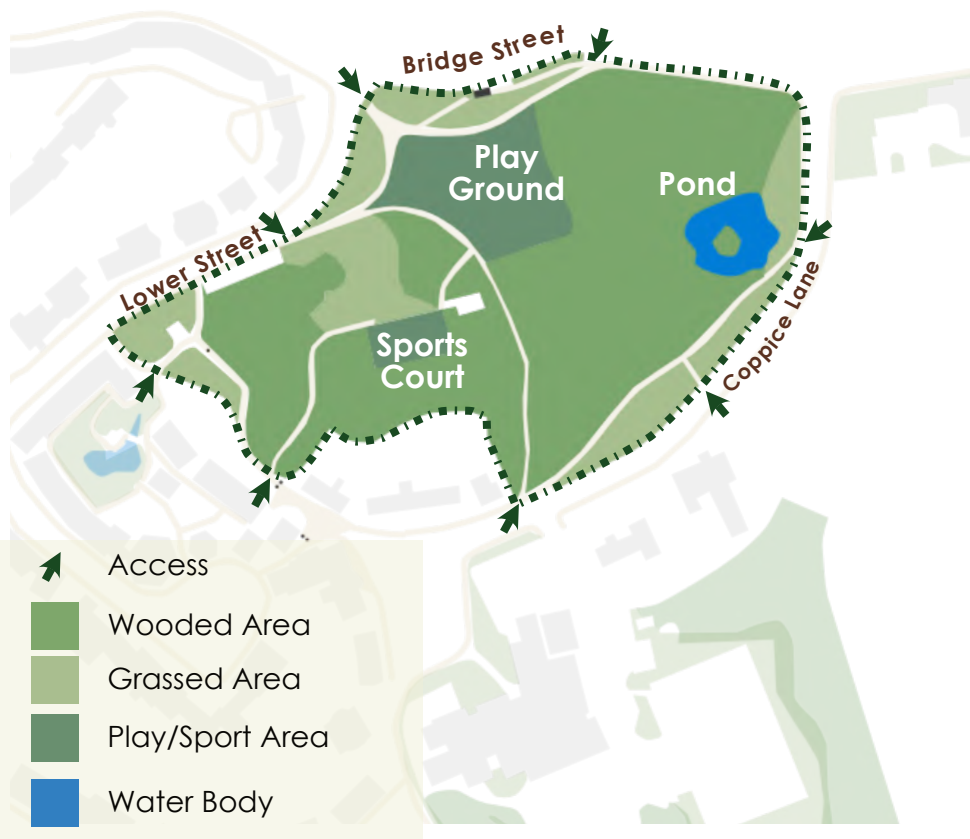 Bridge Street
Play
Ground
Pond
Lower Street
Coppice Lane
Sports
Court
Access
Wooded Area
Grassed Area
Play/Sport Area
Water Body